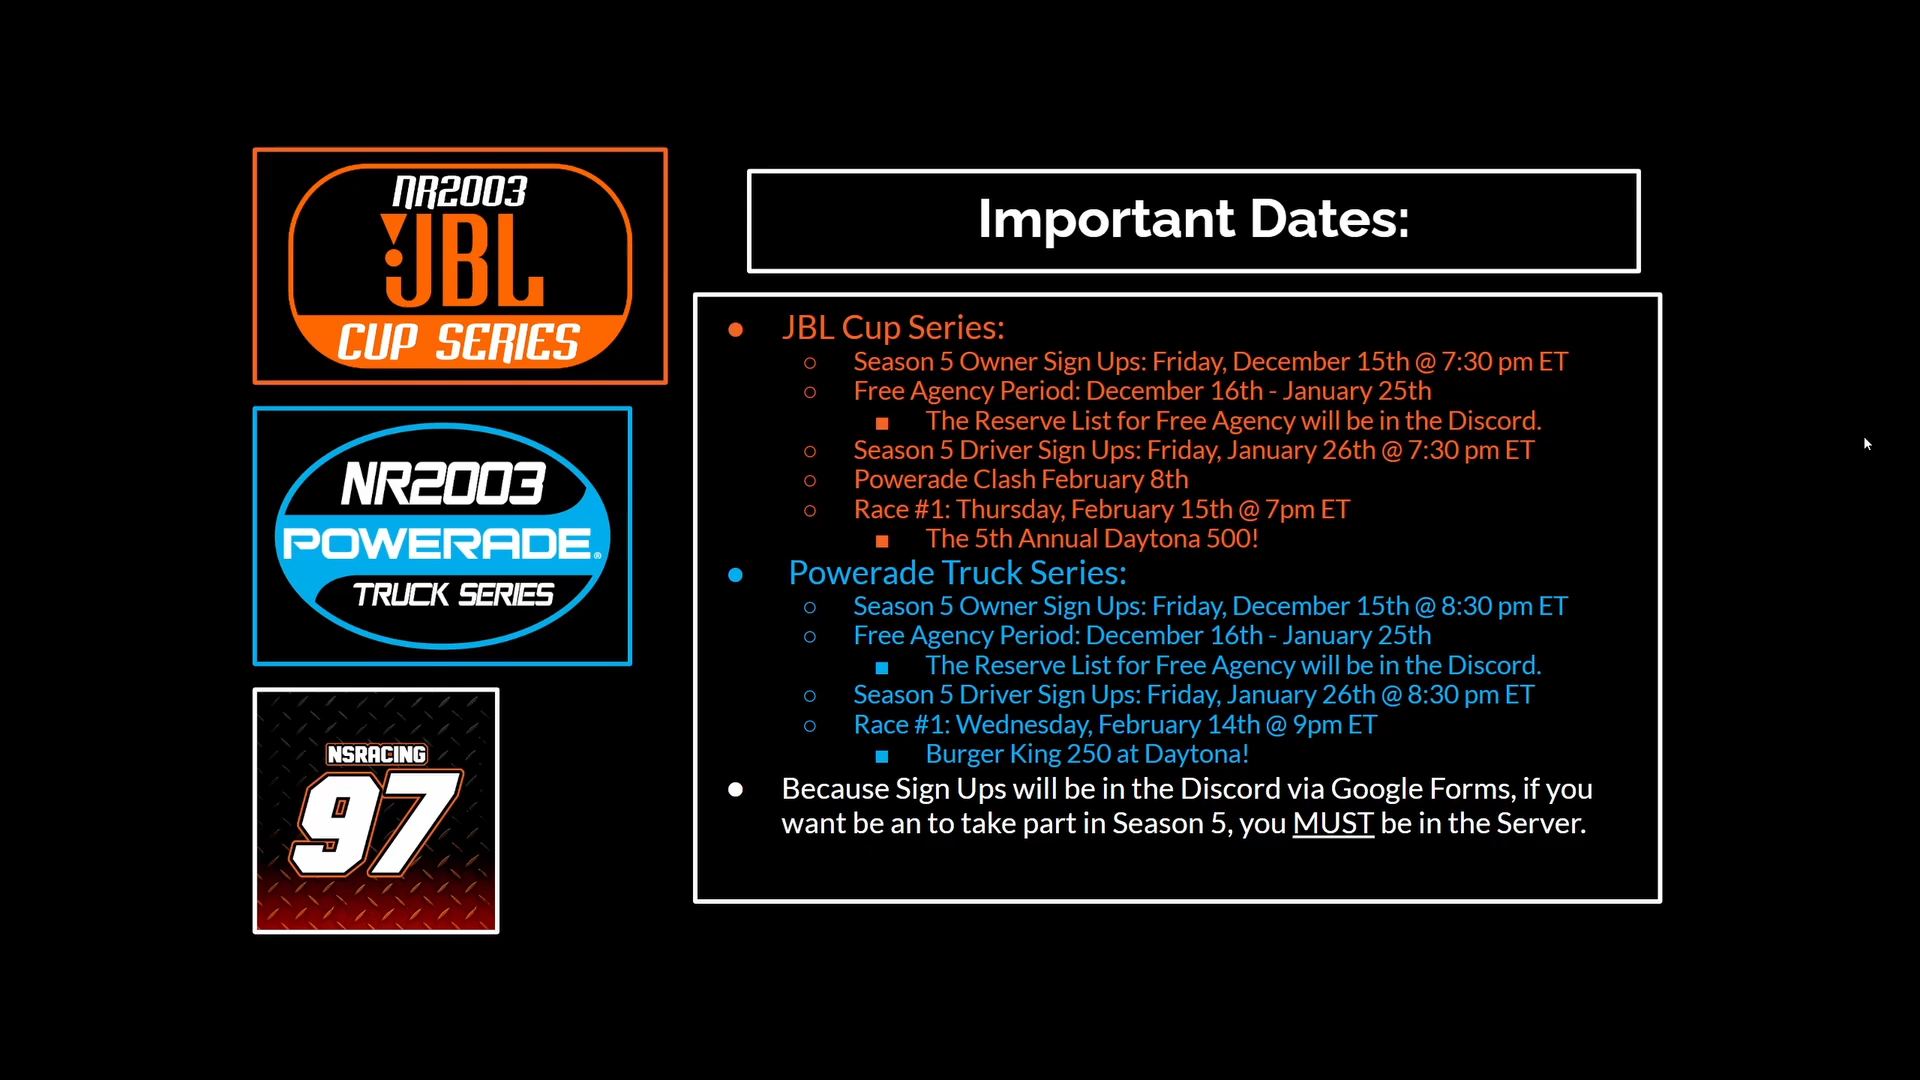 NR2003
JBL
CUP SERIES
NR2003
POWERADE®
TRUCK SERIES
NSRACING
97
Important Dates:
● JBL Cup Series:
○ Season 5 Owner Sign Ups: Friday, December 15th @ 7:30 pm ET
○ Free Agency Period: December 16th - January 25th
■ The Reserve List for Free Agency will be in the Discord.
○ Season 5 Driver Sign Ups: Friday, January 26th @ 7:30 pm ET
○ Powerade Clash February 8th
○ Race #1: Thursday, February 15th @ 7pm ET
■ The 5th Annual Daytona 500!
● Powerade Truck Series:
○ Season 5 Owner Sign Ups: Friday, December 15th @ 8:30 pm ET
○ Free Agency Period: December 16th - January 25th
■ The Reserve List for Free Agency will be in the Discord.
○ Season 5 Driver Sign Ups: Friday, January 26th @ 8:30 pm ET
○ Race #1: Wednesday, February 14th @ 9pm ET
■ Burger King 250 at Daytona!
● Because Sign Ups will be in the Discord via Google Forms, if you
want be an to take part in Season 5, you MUST be in the Server.